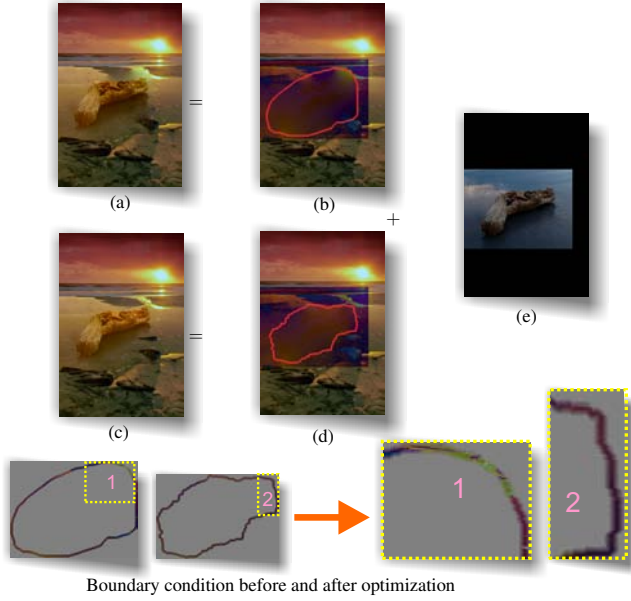 =
(a)
(b)
+
(e)
=
(c)
(d)
1
2
1
2
Boundary condition before and after optimization